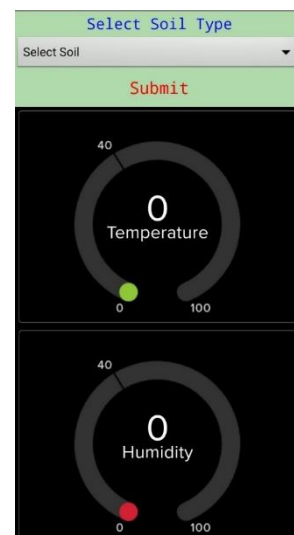 Select Soil Type
Select Soil
Submit
40
0
Temperature
0 100
40
0
Humidity
0 100